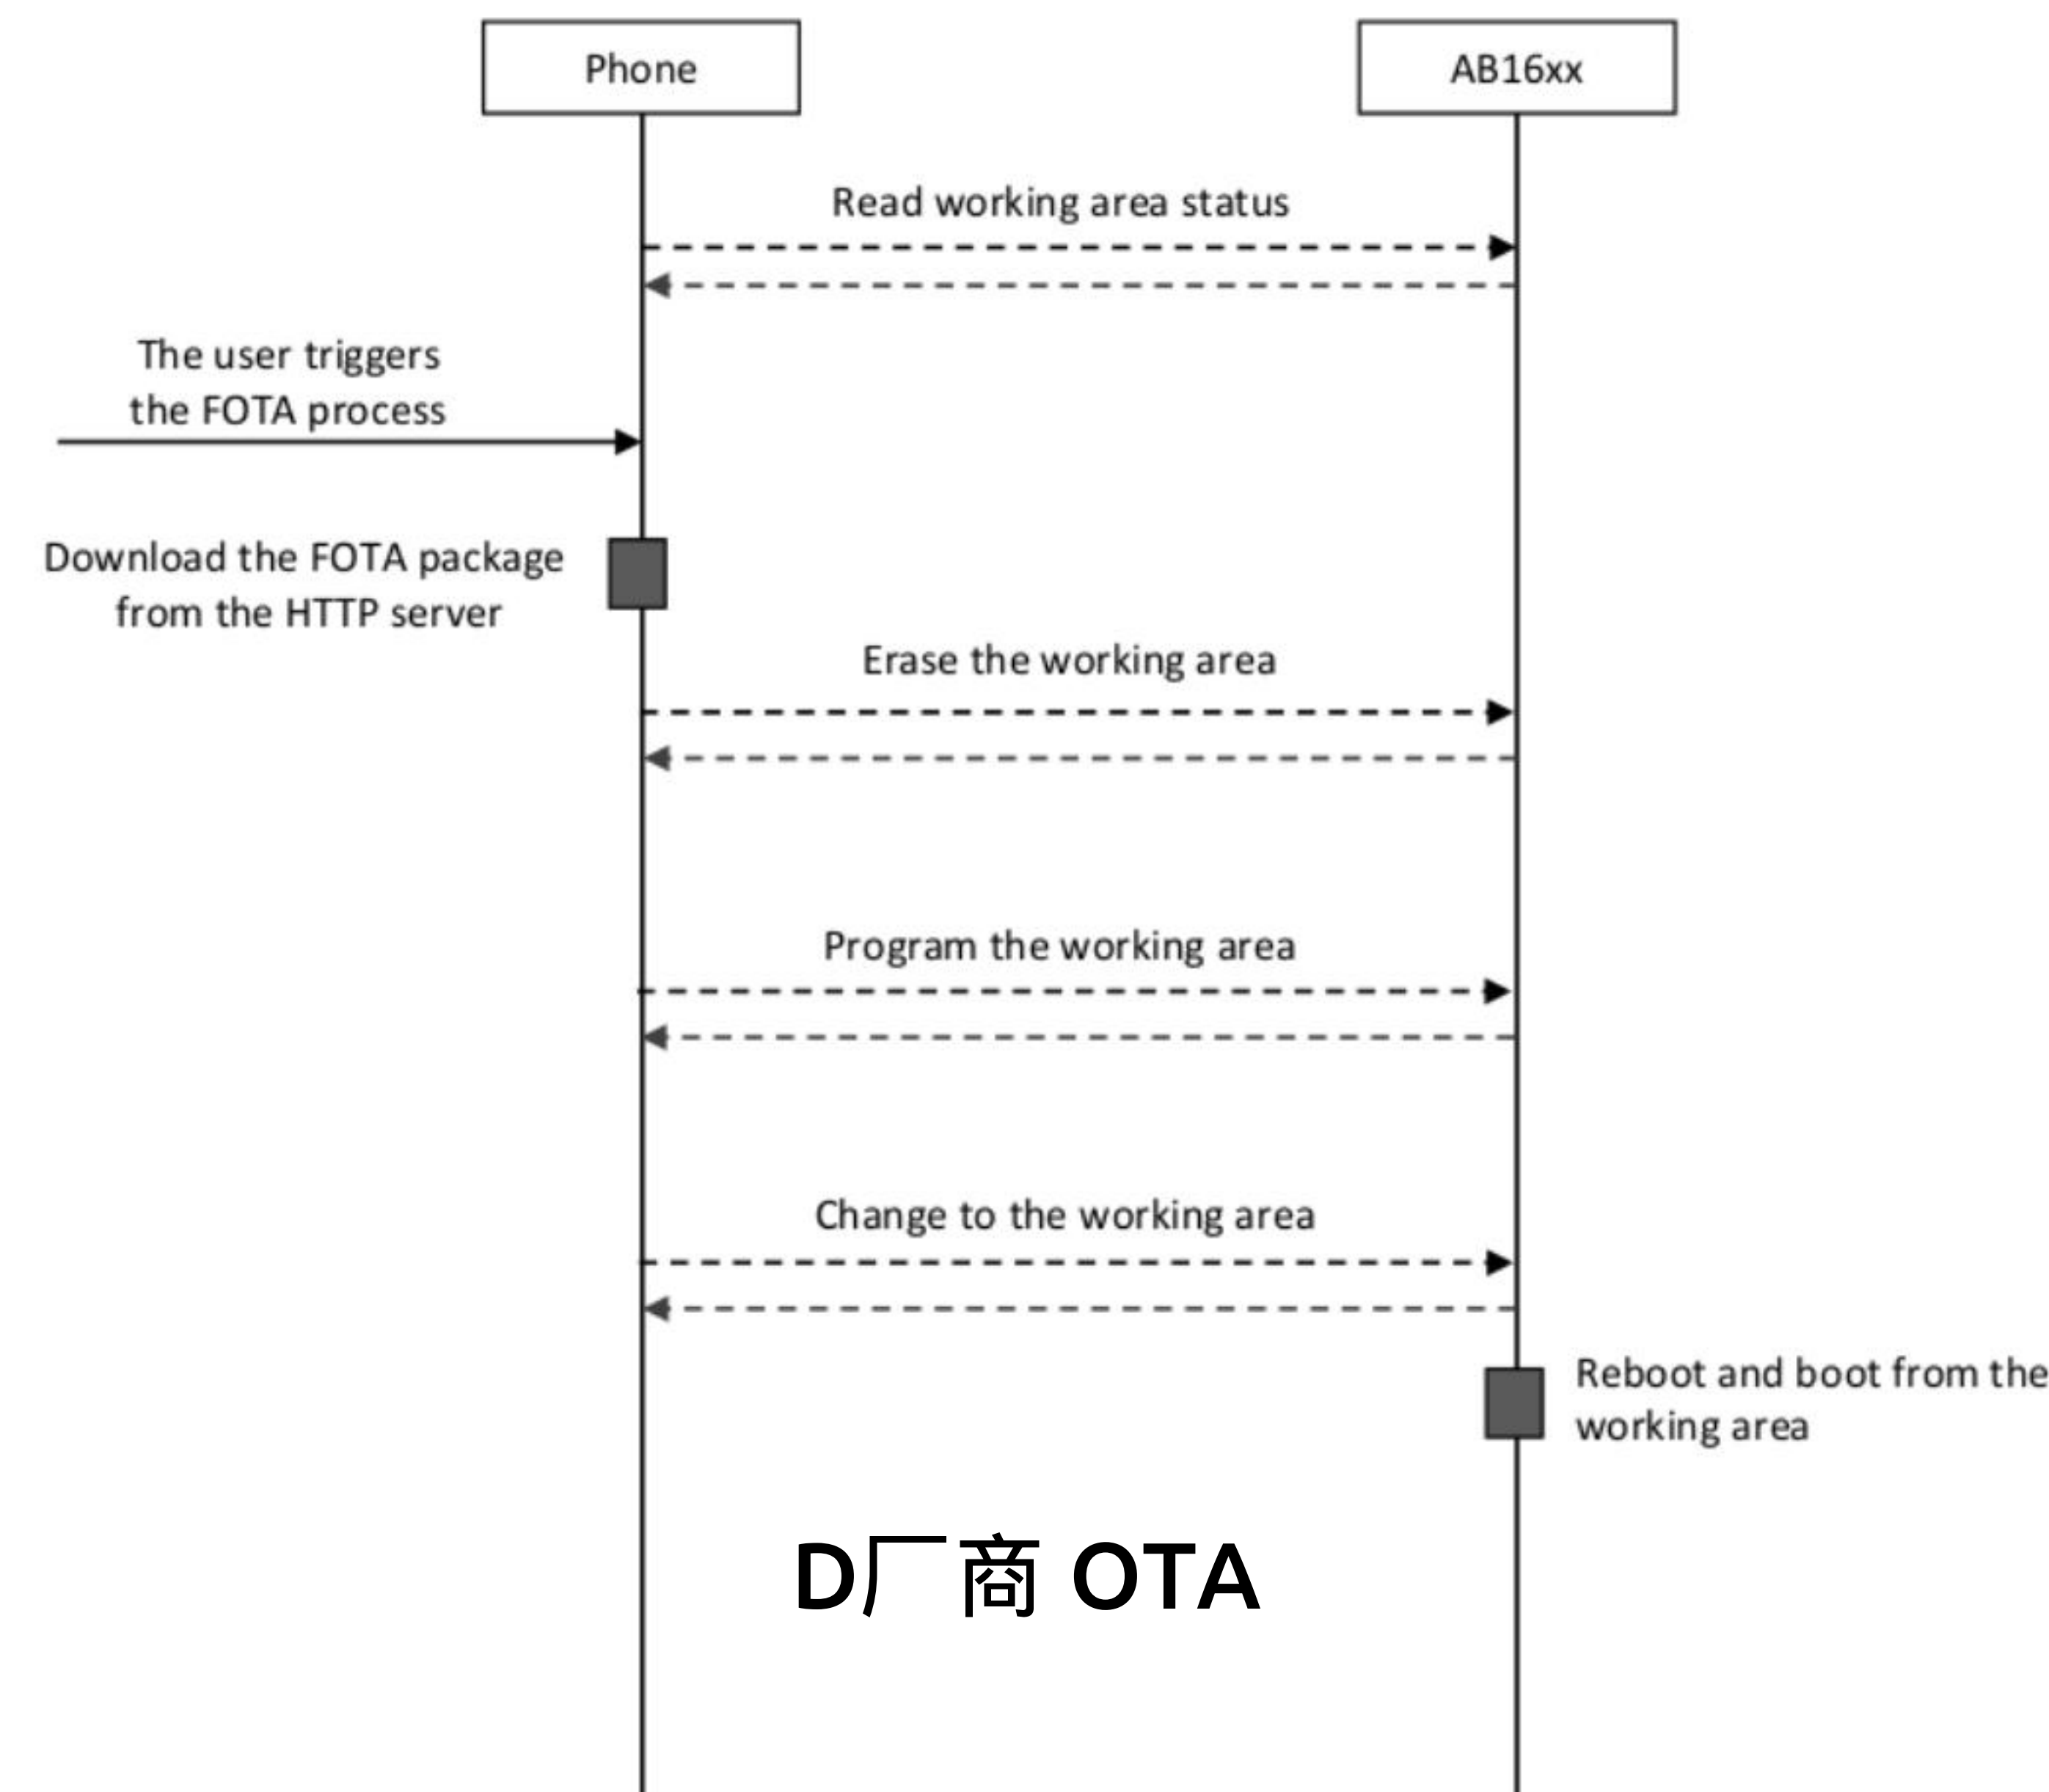 Phone
AB16xx
Read working area status
The user triggers
the FOTA process
Download the FOTA package
from the HTTP server
Erase the working area
Program the working area
Change to the working area
Reboot and boot from the
working area
D厂商 OTA